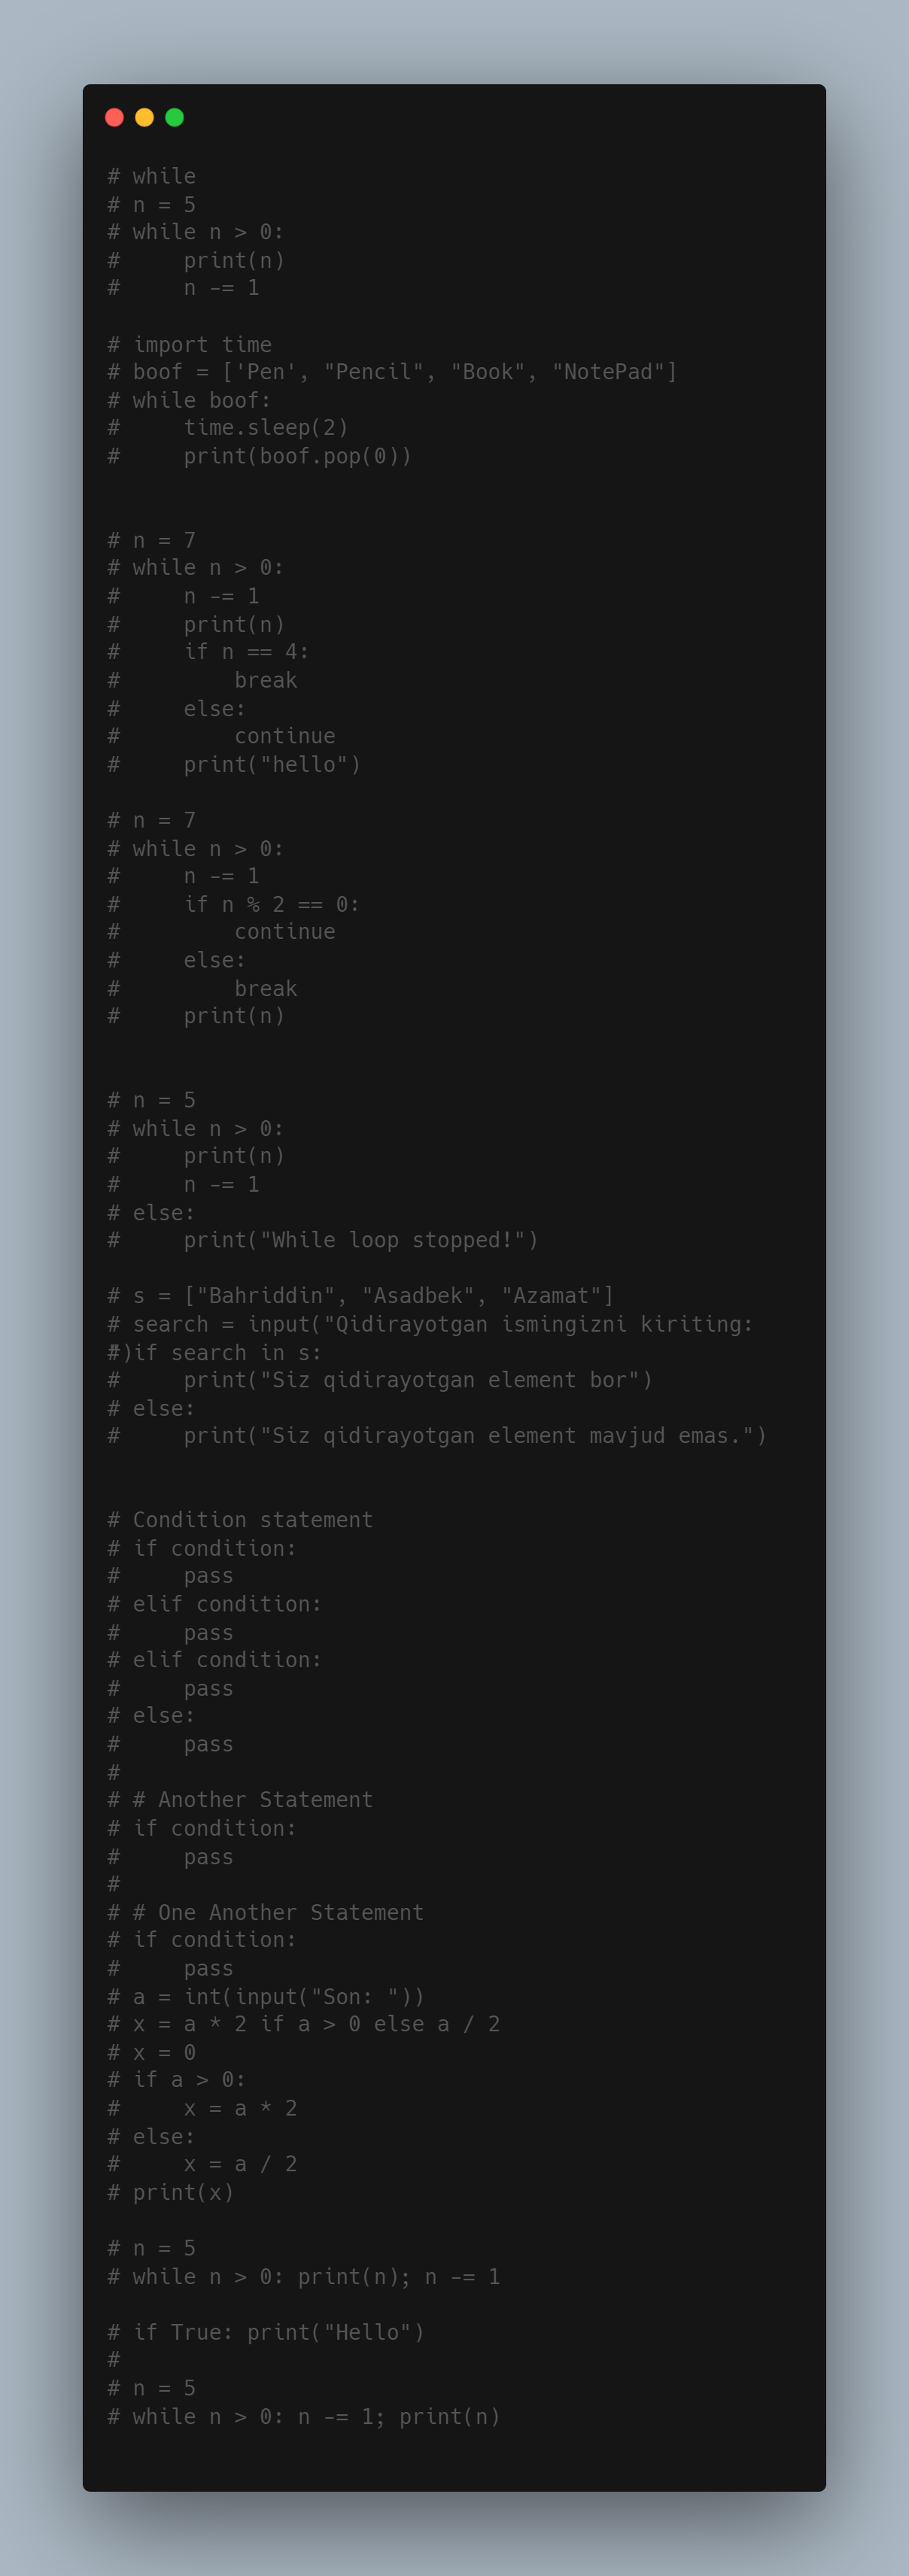 # while
# n = 5
# while n > 0:
#     print(n)
#     n -= 1

# import time
# boof = ['Pen', "Pencil", "Book", "NotePad"]
# while boof:
#     time.sleep(2)
#     print(boof.pop(0))


# n = 7
# while n > 0:
#     n -= 1
#     print(n)
#     if n == 4:
#         break
#     else:
#         continue
#     print("hello")

# n = 7
# while n > 0:
#     n -= 1
#     if n % 2 == 0:
#         continue
#     else:
#         break
#     print(n)


# n = 5
# while n > 0:
#     print(n)
#     n -= 1
# else:
#     print("While loop stopped!")

# s = ["Bahriddin", "Asadbek", "Azamat"]
# search = input("Qidirayotgan ismingizni kiriting:
#")if search in s:
#     print("Siz qidirayotgan element bor")
# else:
#     print("Siz qidirayotgan element mavjud emas.")


# Condition statement
# if condition:
#     pass
# elif condition:
#     pass
# elif condition:
#     pass
# else:
#     pass
#
# # Another Statement
# if condition:
#     pass
#
# # One Another Statement
# if condition:
#     pass
# a = int(input("Son: "))
# x = a * 2 if a > 0 else a / 2
# x = 0
# if a > 0:
#     x = a * 2
# else:
#     x = a / 2
# print(x)

# n = 5
# while n > 0: print(n); n -= 1

# if True: print("Hello")
#
# n = 5
# while n > 0: n -= 1; print(n)